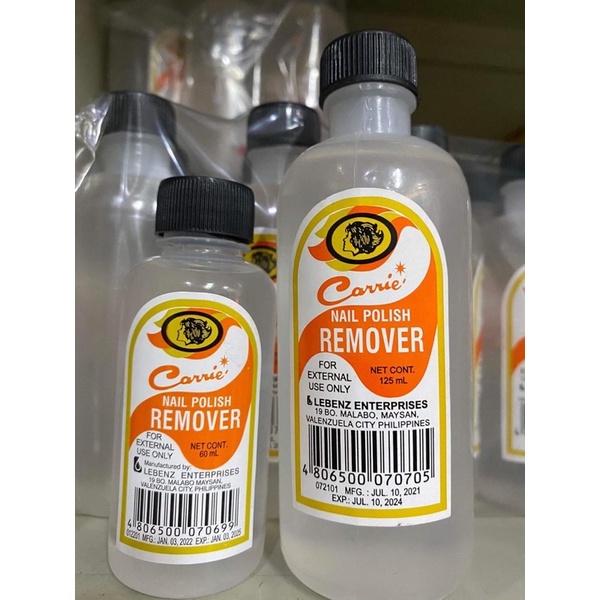 Carrie'
NAIL POLISH
REMOVER
FOR
EXTERNAL
USE ONLY
NET CONT.
60 mL
Manufactured by:
LEBENZ ENTERPRISES
19 BO. MALABO MAYSAN,
VALENZUELA CITY, PHILIPPINES
4 806500 070699
012201 MFG.: JAN. 03, 2022 EXP.: JAN. 03, 2025
Carrie'
NAIL POLISH
REMOVER
FOR
EXTERNAL
USE ONLY
NET CONT.
125 mL
LEBENZ ENTERPRISES
19 BO. MALABO, MAYSAN,
VALENZUELA CITY PHILIPPINES
4 806500 070705
072101 MFG. : JUL. 10, 2021
EXP.: JUL. 10, 2024